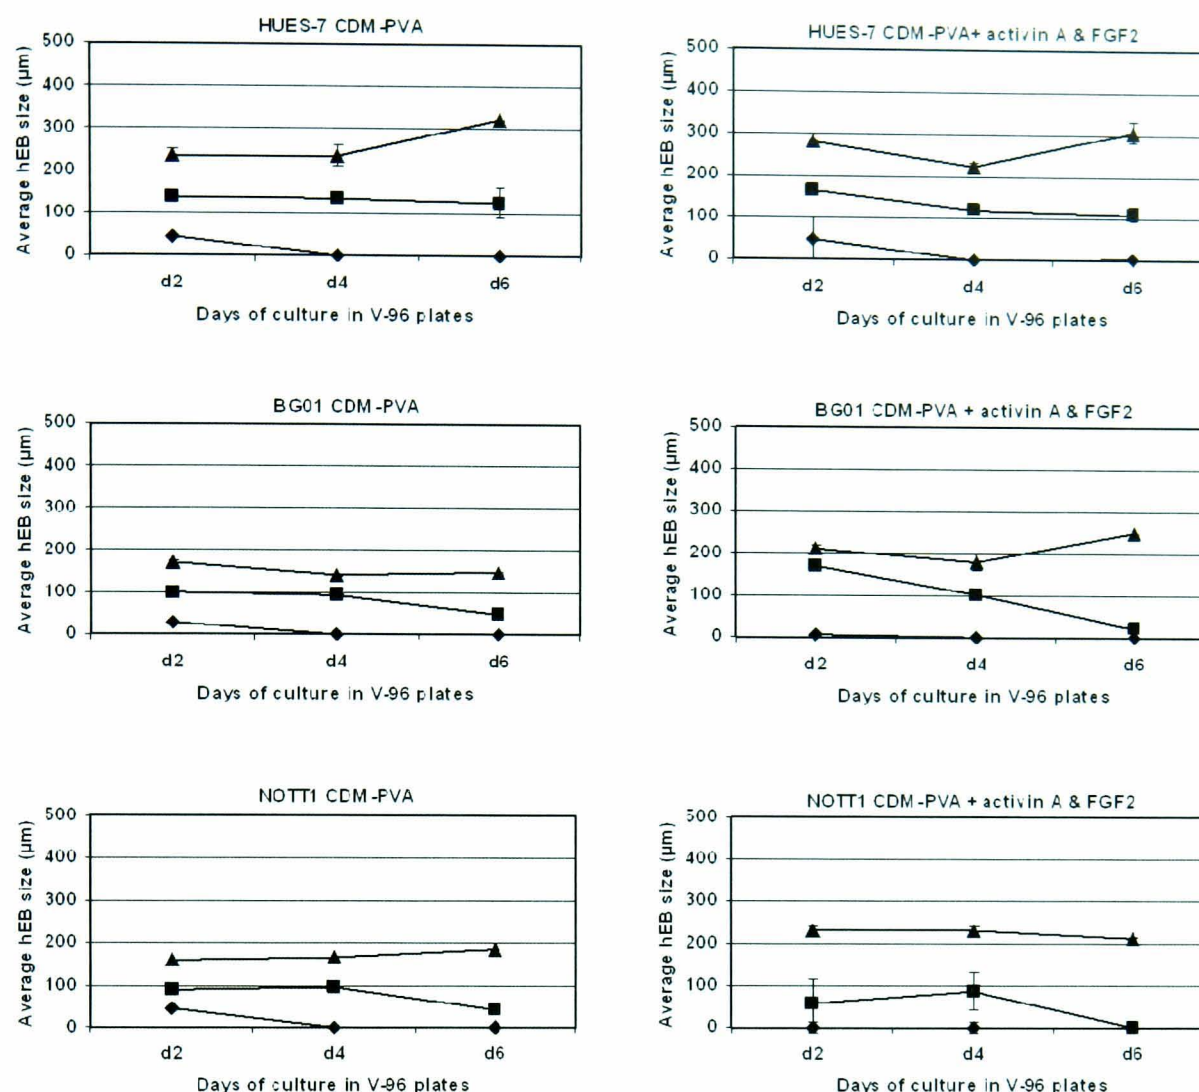 HUES-7 CDM-PVA
Average hEB size (µm)
500
400
300
200
100
0
d2 d4 d6
Days of culture in V-96 plates
HUES-7 CDM-PVA+ activin A & FGF2
Average hEB size (µm)
500
400
300
200
100
0
d2 d4 d6
Days of culture in V-96 plates
BG01 CDM-PVA
Average hEB size (µm)
500
400
300
200
100
0
d2 d4 d6
Days of culture in V-96 plates
BG01 CDM-PVA + activin A & FGF2
Average hEB size (µm)
500
400
300
200
100
0
d2 d4 d6
Days of culture in V-96 plates
NOTT1 CDM-PVA
Average hEB size (µm)
500
400
300
200
100
0
d2 d4 d6
Days of culture in V-96 plates
NOTT1 CDM-PVA + activin A & FGF2
Average hEB size (µm)
500
400
300
200
100
0
d2 d4 d6
Days of culture in V-96 plates